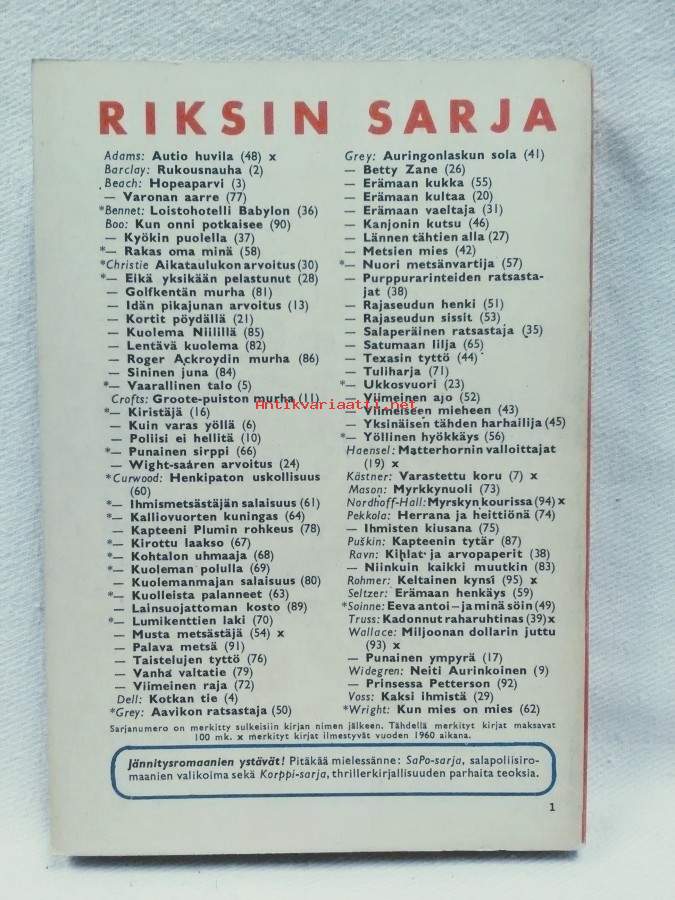 RIKSIN SARJA
Adams: Autio huvila (48) x
Barclay: Rukousnauha (2)
Beach: Hopeaparvi (3)
— Varonan aarre (77)
*Bennet: Loistohotelli Babylon (36)
Boo: Kun onni potkaisee (90)
— Kyökin puolella (37)
*— Rakas oma minä (58)
*Christie Aikataulukon arvoitus (30)
*— Eikä yksikään pelastunut (28)
— Golfkentän murha (81)
— Idän pikajunan arvoitus (13)
— Kortit pöydällä (21)
— Kuolema Niilillä (85)
— Lentävä kuolema (82)
— Roger Ackroydin murha (86)
— Sininen juna (84)
*— Vaarallinen talo (5)
Crofts: Groote-puiston murha (11)
*— Kiristäjä (16)
— Kuin varas yöllä (6)
— Poliisi ei hellitä (10)
*— Punainen sirppi (66)
— Wight-saaren arvoitus (24)
*Curwood: Henkipaton uskollisuus
(60)
*— Ihmismetsästäjän salaisuus (61)
*— Kalliovuorten kuningas (64)
— Kapteeni Plumin rohkeus (78)
*— Kirottu laakso (67)
*— Kohtalon uhmaaja (68)
*— Kuoleman polulla (69)
— Kuolemanmajan salaisuus (80)
*— Kuolleista palanneet (63)
— Lainsuojattoman kosto (89)
*— Lumikenttien laki (70)
— Musta metsästäjä (54) x
— Palava metsä (91)
— Taistelujen tyttö (76)
— Vanha valtatie (79)
— Viimeinen raja (72)
Dell: Kotkan tie (4)
*Grey: Aavikon ratsastaja (50)
Grey: Auringonlaskun sola (41)
— Betty Zane (26)
— Erämaan kukka (55)
— Erämaan kultaa (20)
— Erämaan vaeltaja (31)
— Kanjonin kutsu (46)
— Lännen tähtien alla (27)
— Metsien mies (42)
*— Nuori metsänvartija (57)
— Purppurarinteiden ratsasta-
jat (38)
— Rajaseudun henki (51)
— Rajaseudun sissit (53)
— Salaperäinen ratsastaja (35)
— Satumaan lilja (65)
— Texasin tyttö (44)
— Tuliharja (71)
*— Ukkosvuori (23)
— Viimeinen ajo (52)
— Viimeiseen mieheen (43)
— Yksinäisen tähden harhailija (45)
*— Yöllinen hyökkäys (56)
Haensel: Matterhornin valloittajat
(19) x
Kästner: Varastettu koru (7) x
Mason: Myrkkynuoli (73)
Nordhoff-Hall: Myrskyn kourissa (94) x
Pekkola: Herrana ja heittiönä (74)
— Ihmisten kiusana (75)
Puškin: Kapteenin tytär (87)
Ravn: Kihlat ja arvopaperit (38)
— Niinkuin kaikki muutkin (83)
Rohmer: Keltainen kynsi (95) x
Seltzer: Erämaan henkäys (59)
*Soinne: Eeva antoi — ja minä söin (49)
Truss: Kadonnut raharuhtinas (39) x
Wallace: Miljoonan dollarin juttu
(93) x
— Punainen ympyrä (17)
Widegren: Neiti Aurinkoinen (9)
— Prinsessa Petterson (92)
Voss: Kaksi ihmistä (29)
*Wright: Kun mies on mies (62)
Antikvariaatti.net
Sarjanumero on merkitty sulkeisiin kirjan nimen jälkeen. Tähdellä merkityt kirjat maksavat
100 mk. x merkityt kirjat ilmestyvät vuoden 1960 aikana.
Jännitysromaanien ystävät! Pitäkää mielessänne: SaPo-sarja, salapoliisiro-
maanien valikoima sekä Korppi-sarja, thrillerkirjallisuuden parhaita teoksia.
1